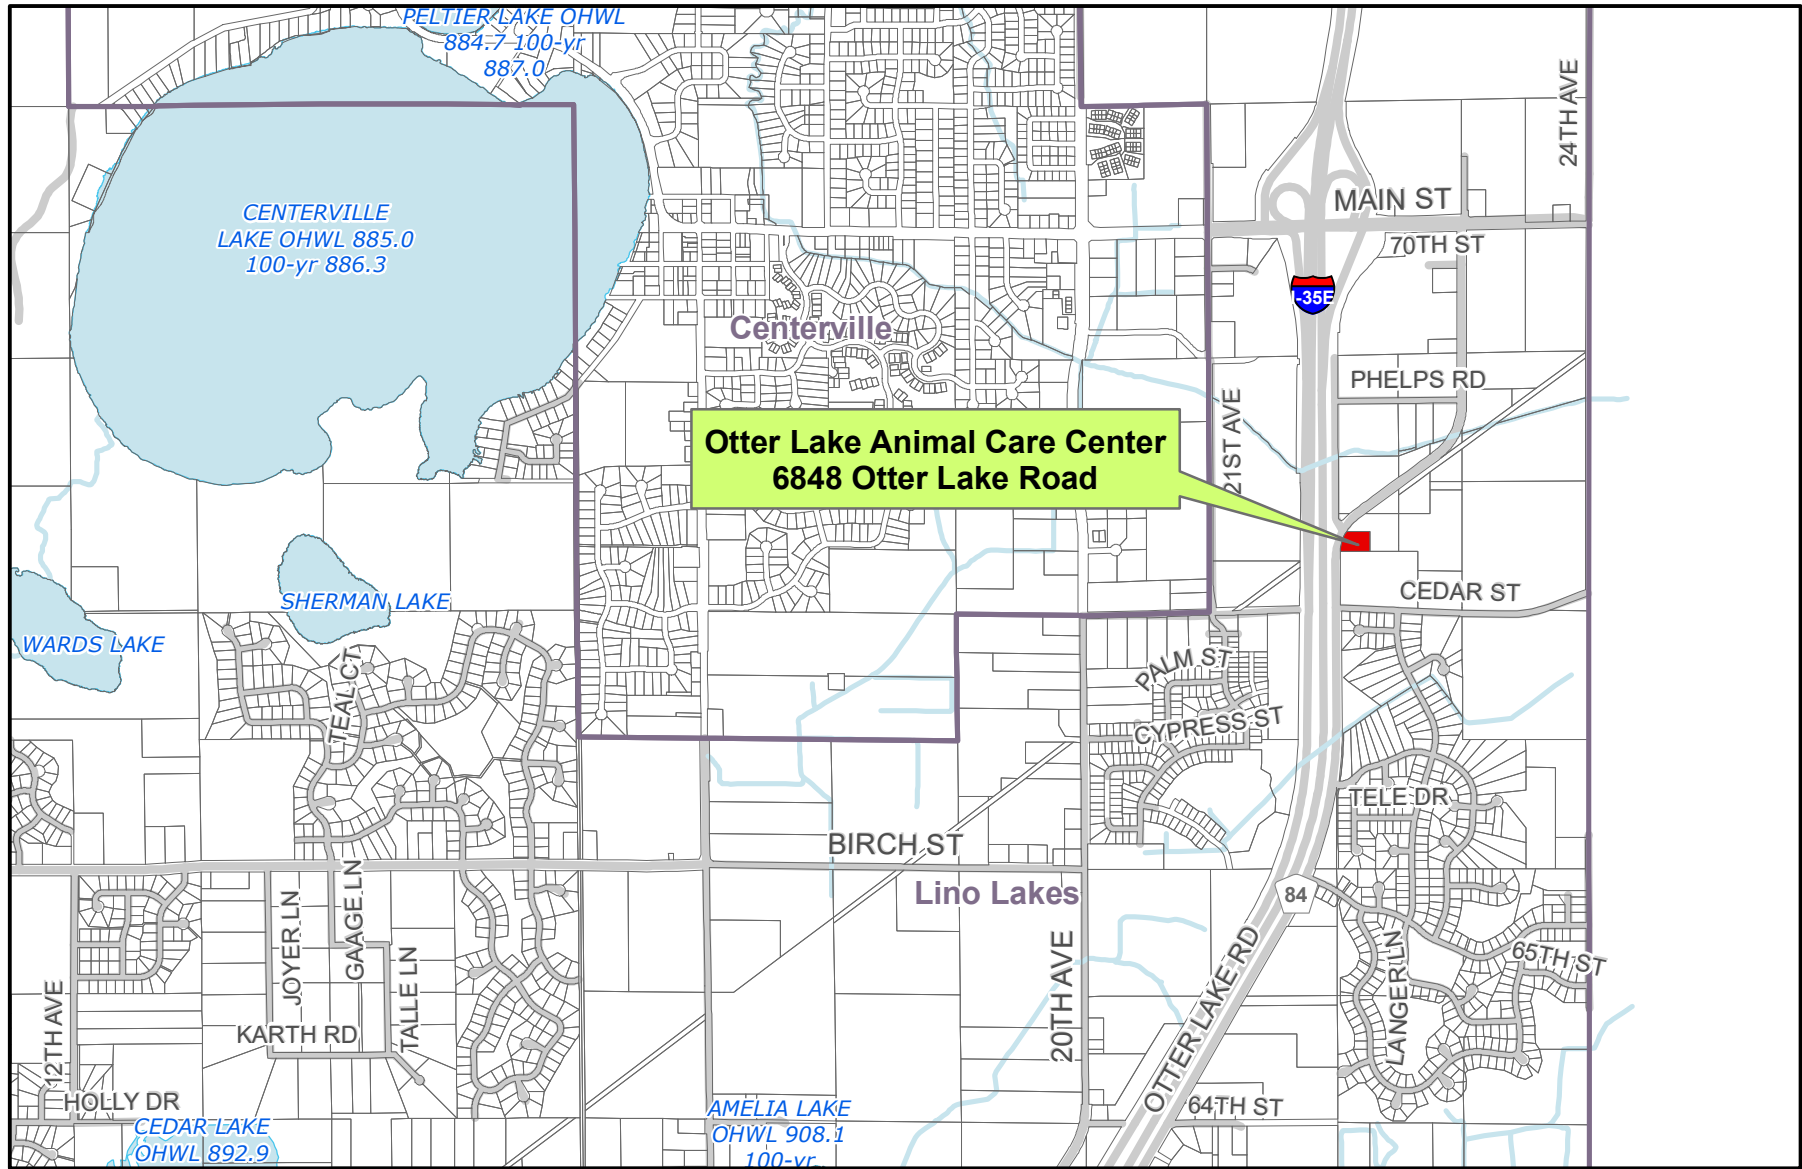 PELTIER LAKE OHWL
884.7 100-yr
887.0
24TH AVE
CENTERVILLE
LAKE OHWL 885.0
100-yr 886.3
MAIN ST
70TH ST
I-35E
Centerville
PHELPS RD
21ST AVE
Otter Lake Animal Care Center
6848 Otter Lake Road
CEDAR ST
SHERMAN LAKE
WARDS LAKE
TEAL CT
PALM ST
CYPRESS ST
TELE DR
BIRCH ST
Lino Lakes
84
JOYER LN
GAAGE LN
TALLE LN
12TH AVE
KARTH RD
20TH AVE
OTTER LAKE RD
LANGER LN
65TH ST
HOLLY DR
64TH ST
CEDAR LAKE
OHWL 892.9
AMELIA LAKE
OHWL 908.1
100-yr